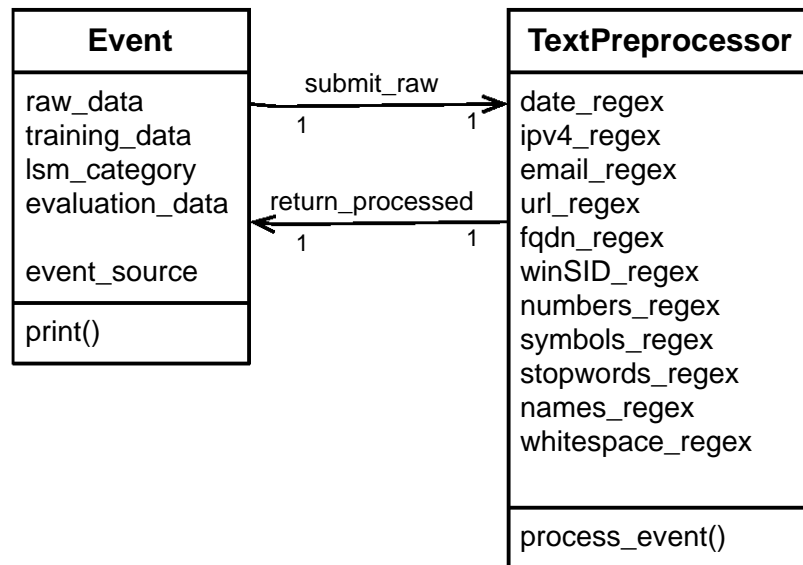 Event
raw_data
training_data
lsm_category
evaluation_data
event_source
print()
submit_raw
1 1
return_processed
1 1
TextPreprocessor
date_regex
ipv4_regex
email_regex
url_regex
fqdn_regex
winSID_regex
numbers_regex
symbols_regex
stopwords_regex
names_regex
whitespace_regex
process_event()